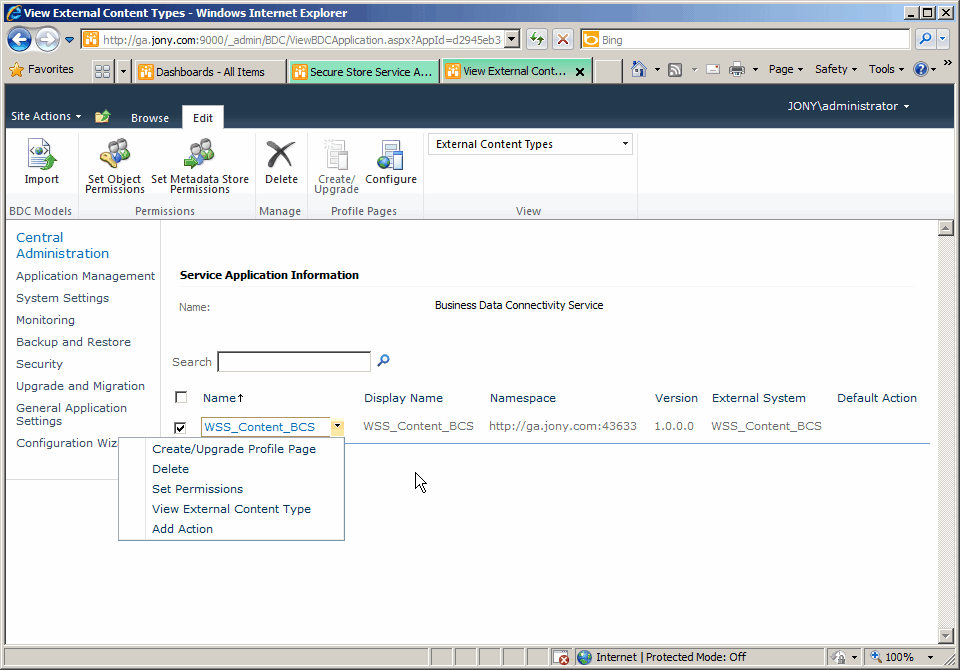 View External Content Types - Windows Internet Explorer
http://ga.jony.com:9000/_admin/BDC/ViewBDCApplication.aspx?AppId=d2945eb3
Bing
Favorites
Dashboards - All Items
Secure Store Service A...
View External Cont...
Page
Safety
Tools
Site Actions
Browse
Edit
JONY\administrator
Import
Set Object
Permissions
Set Metadata Store
Permissions
Delete
Create/
Upgrade
Configure
External Content Types
BDC Models
Permissions
Manage
Profile Pages
View
Central
Administration
Application Management
System Settings
Monitoring
Backup and Restore
Security
Upgrade and Migration
General Application
Settings
Configuration Wiz
Service Application Information
Name:
Business Data Connectivity Service
Search
Name
Display Name
Namespace
Version
External System
Default Action
WSS_Content_BCS
WSS_Content_BCS
http://ga.jony.com:43633
1.0.0.0
WSS_Content_BCS
Create/Upgrade Profile Page
Delete
Set Permissions
View External Content Type
Add Action
Internet | Protected Mode: Off
100%